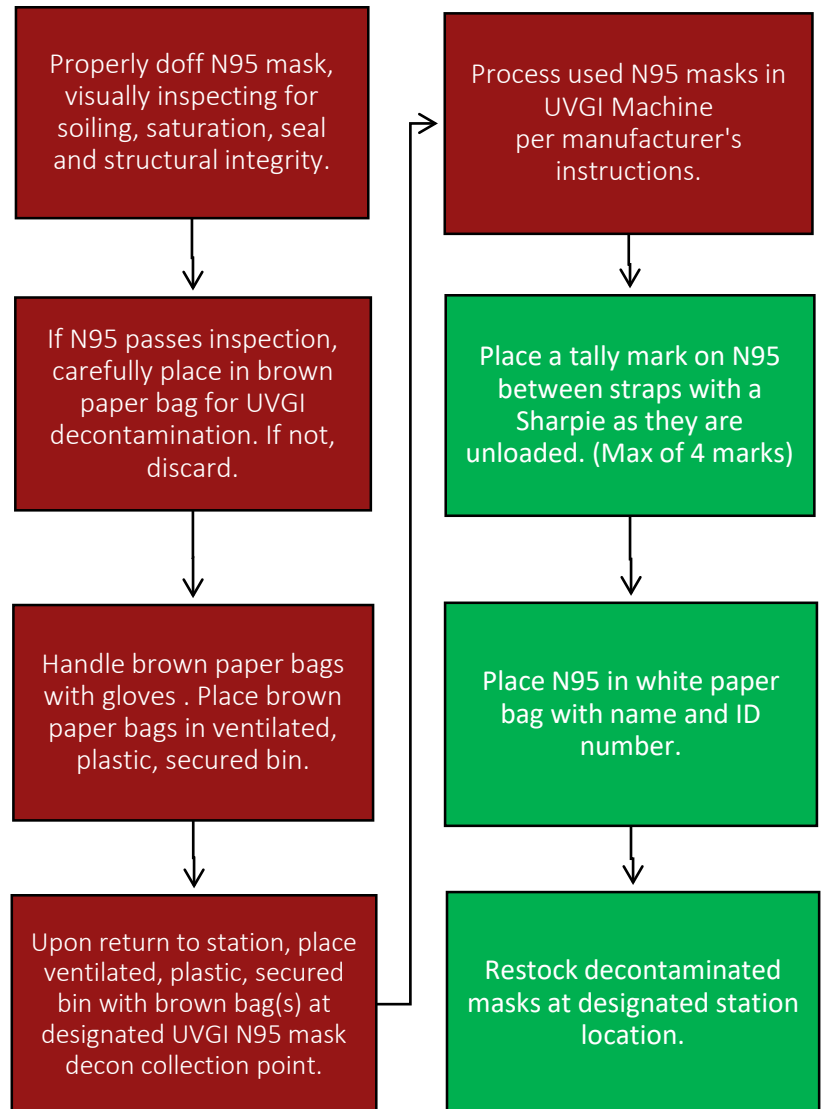 Properly doff N95 mask,
visually inspecting for
soiling, saturation, seal
and structural integrity.
If N95 passes inspection,
carefully place in brown
paper bag for UVGI
decontamination. If not,
discard.
Handle brown paper bags
with gloves . Place brown
paper bags in ventilated,
plastic, secured bin.
Upon return to station, place
ventilated, plastic, secured
bin with brown bag(s) at
designated UVGI N95 mask
decon collection point.
Process used N95 masks in
UVGI Machine
per manufacturer's
instructions.
Place a tally mark on N95
between straps with a
Sharpie as they are
unloaded. (Max of 4 marks)
Place N95 in white paper
bag with name and ID
number.
Restock decontaminated
masks at designated station
location.